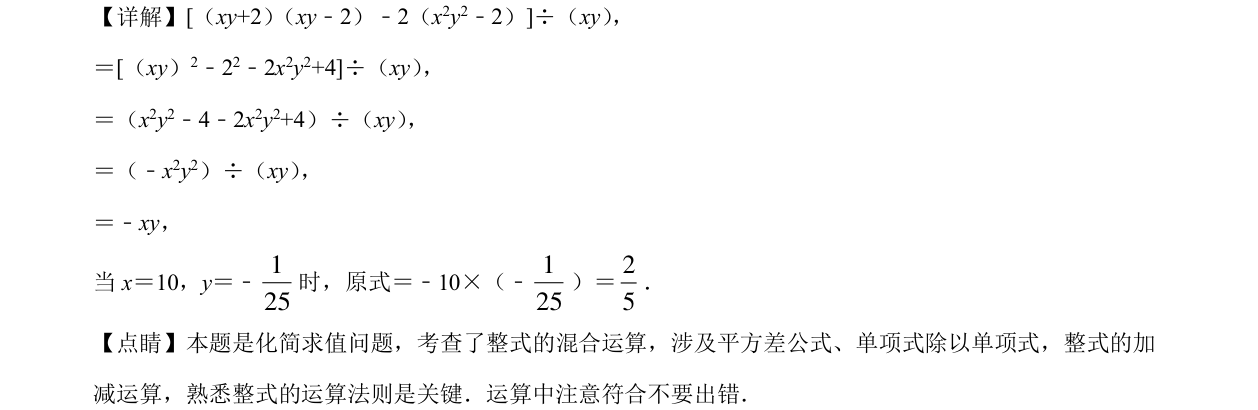 【详解】[（xy+2）（xy﹣2）﹣2（x²y²﹣2）]÷（xy），
＝[（xy）²﹣2²﹣2x²y²+4]÷（xy），
＝（x²y²﹣4﹣2x²y²+4）÷（xy），
＝（﹣x²y²）÷（xy），
＝﹣xy，
当 x＝10，y＝﹣1/25 时，原式＝﹣10×（﹣1/25）＝2/5．
【点睛】本题是化简求值问题，考查了整式的混合运算，涉及平方差公式、单项式除以单项式，整式的加
减运算，熟悉整式的运算法则是关键．运算中注意符合不要出错．